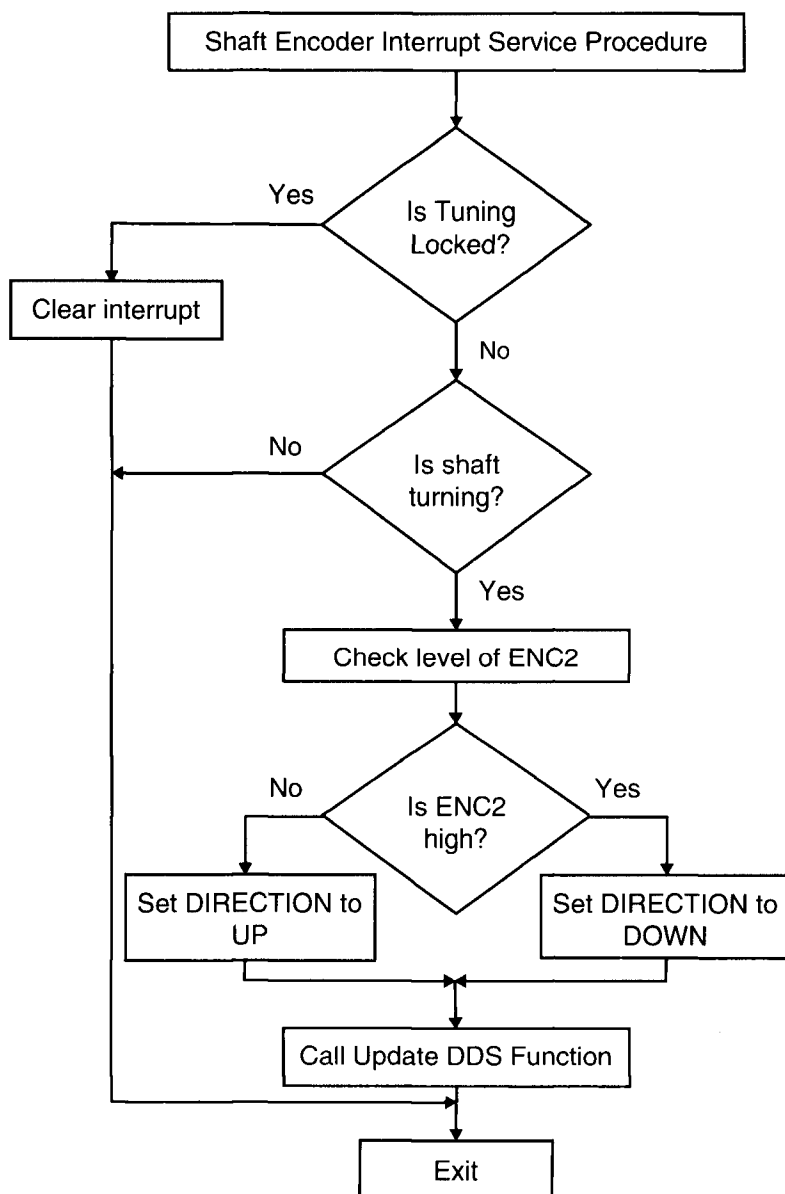 Shaft Encoder Interrupt Service Procedure
Yes
Is Tuning
Locked?
Clear interrupt
No
No
Is shaft
turning?
Yes
Check level of ENC2
No
Yes
Is ENC2
high?
Set DIRECTION to
UP
Set DIRECTION to
DOWN
Call Update DDS Function
Exit